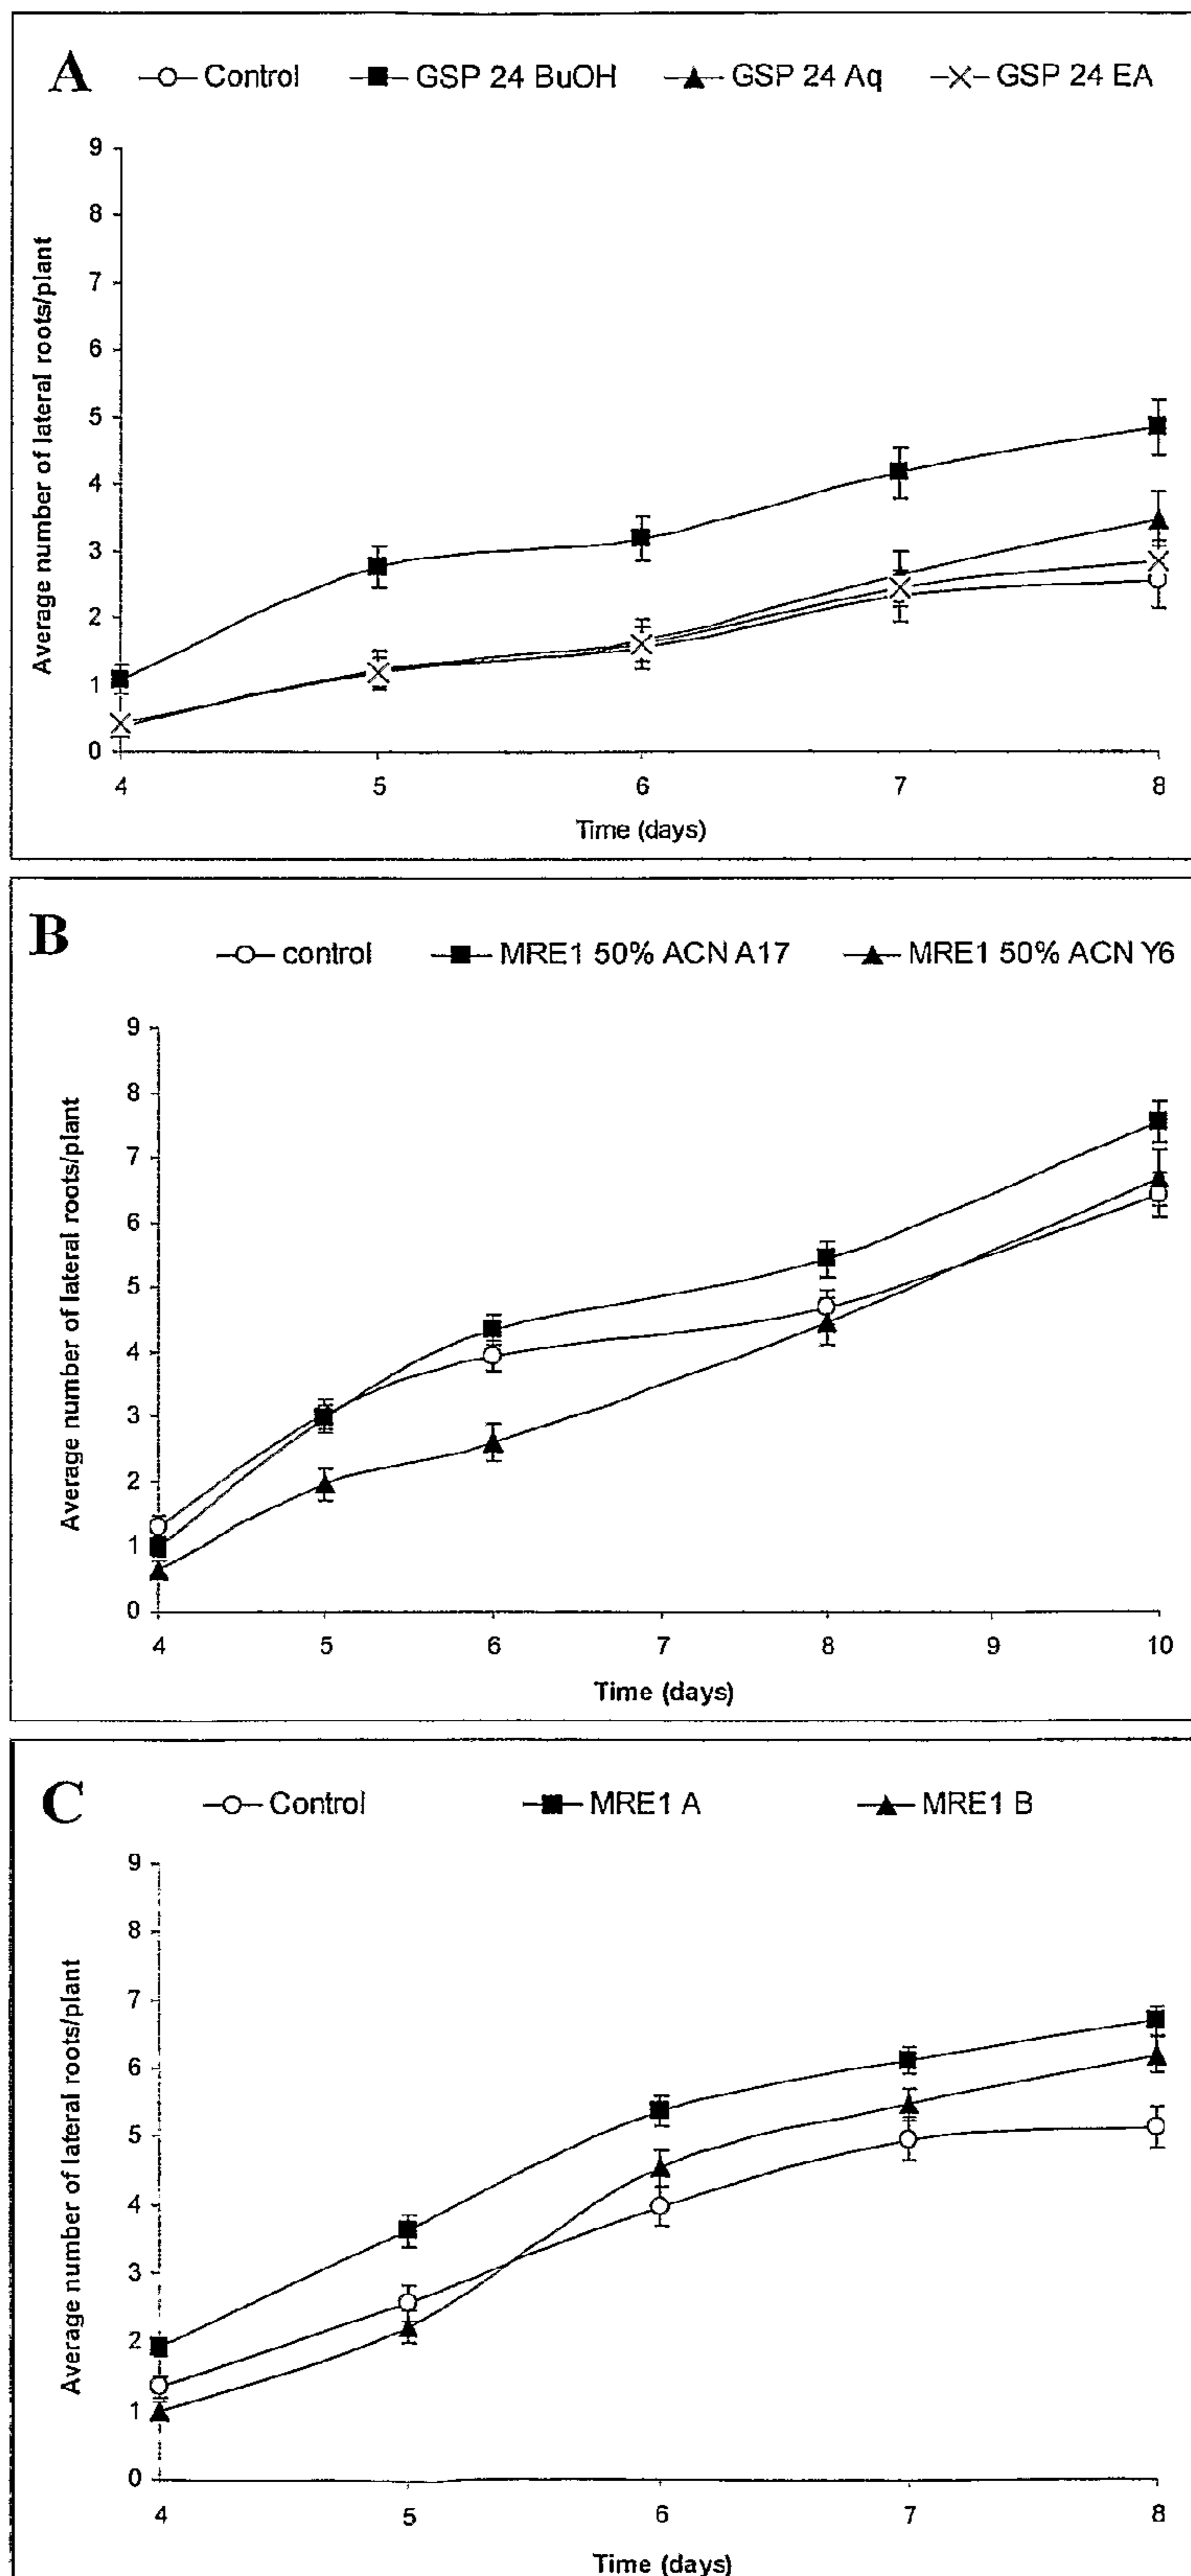 A Control GSP 24 BuOH GSP 24 Aq GSP 24 EA
9
8
7
6
5
4
3
2
1
0
Average number of lateral roots/plant
4 5 6 7 8
Time (days)
B control MRE1 50% ACN A17 MRE1 50% ACN Y6
9
8
7
6
5
4
3
2
1
0
Average number of lateral roots/plant
4 5 6 7 8 9 10
Time (days)
C Control MRE1 A MRE1 B
9
8
7
6
5
4
3
2
1
0
Average number of lateral roots/plant
4 5 6 7 8
Time (days)